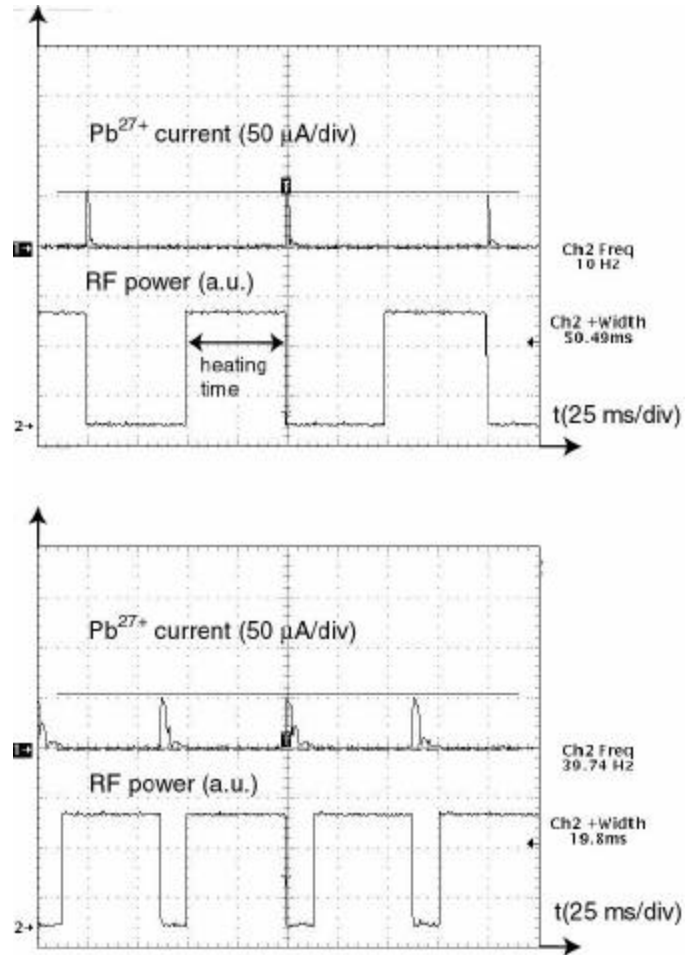 Pb27+ current (50 µA/div)
T
1→
Ch2 Freq
10 Hz
RF power (a.u.)
Ch2 +Width
50.49ms
heating
time
t(25 ms/div)
2→
Pb27+ current (50 µA/div)
T
1→
Ch2 Freq
39.74 Hz
RF power (a.u.)
Ch2 +Width
19.8ms
t(25 ms/div)
2→